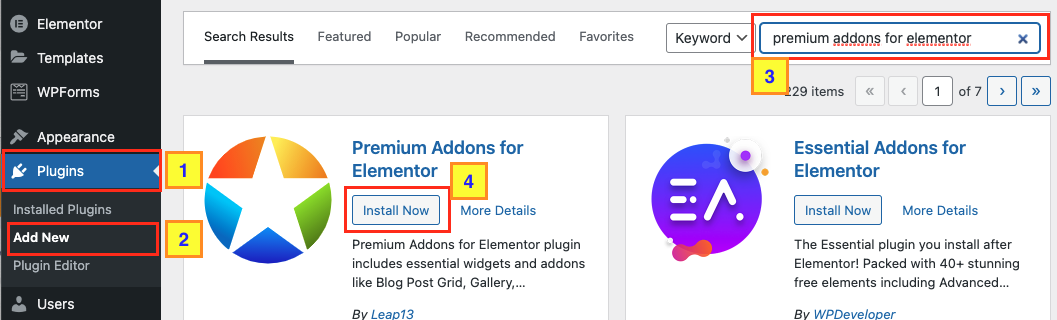 Elementor
Templates
WPForms
Appearance
Plugins
1
Installed Plugins
Add New
2
Plugin Editor
Users
Search Results Featured Popular Recommended Favorites Keyword premium addons for elementor ×
3
229 items « ‹ 1 of 7 › »
Premium Addons for
Elementor
4
Install Now More Details
Premium Addons for Elementor plugin
includes essential widgets and addons
like Blog Post Grid, Gallery,...
By Leap13
Essential Addons for
Elementor
Install Now More Details
The Essential plugin you install after
Elementor! Packed with 40+ stunning
free elements including Advanced...
By WPDeveloper